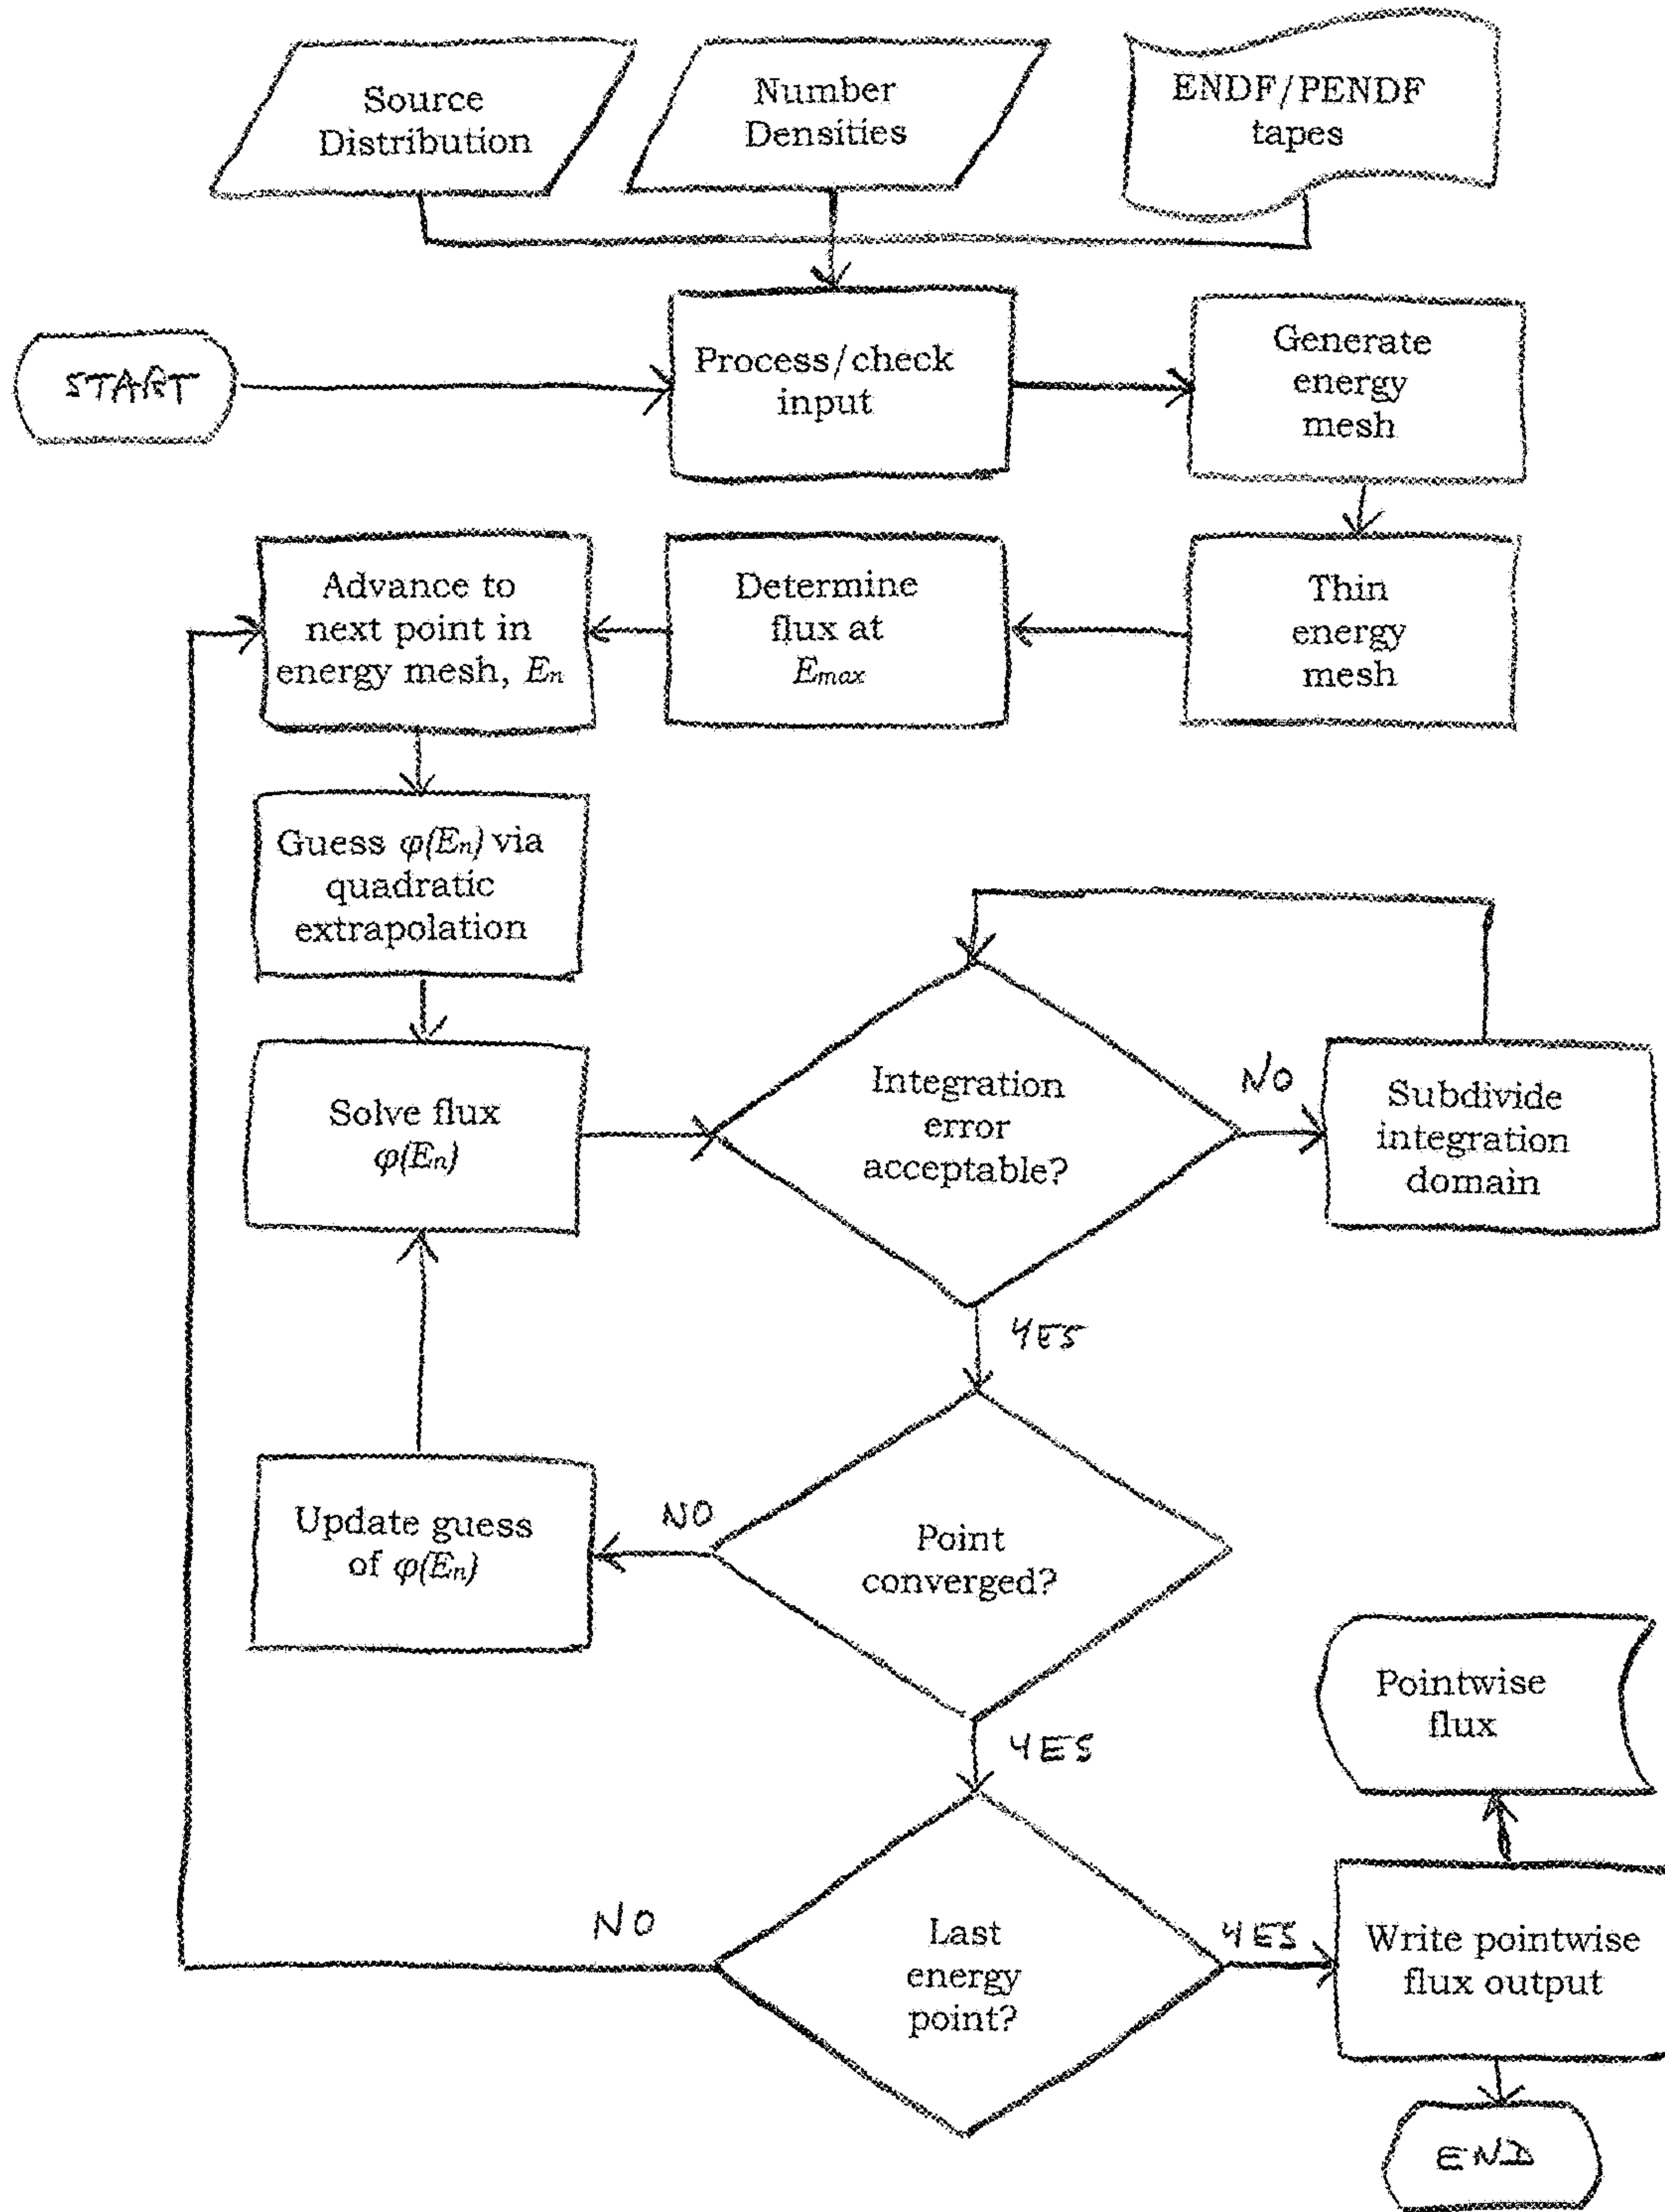 Source
Distribution
Number
Densities
ENDF/PENDF
tapes
START
Process/check
input
Generate
energy
mesh
Advance to
next point in
energy mesh, En
Determine
flux at
Emax
Thin
energy
mesh
Guess φ(En) via
quadratic
extrapolation
Solve flux
φ(En)
Integration
error
acceptable?
NO
Subdivide
integration
domain
YES
Update guess
of φ(En)
NO
Point
converged?
YES
Pointwise
flux
NO
Last
energy
point?
YES
Write pointwise
flux output
END